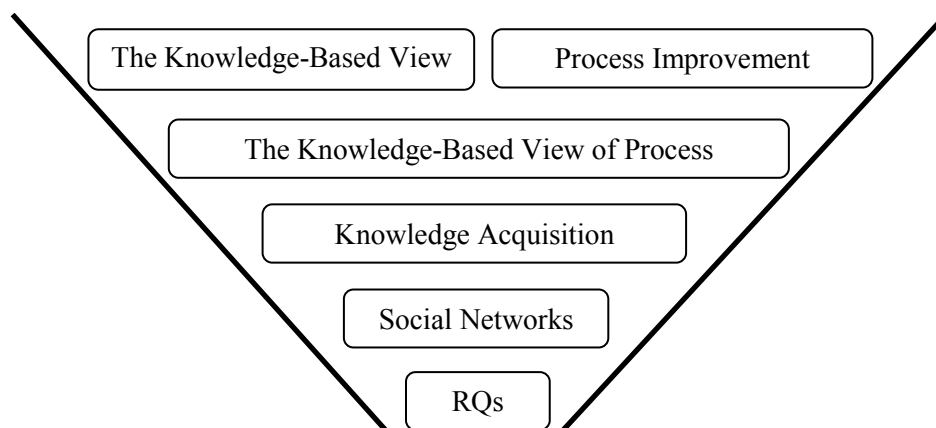 The Knowledge-Based View
Process Improvement
The Knowledge-Based View of Process
Knowledge Acquisition
Social Networks
RQs